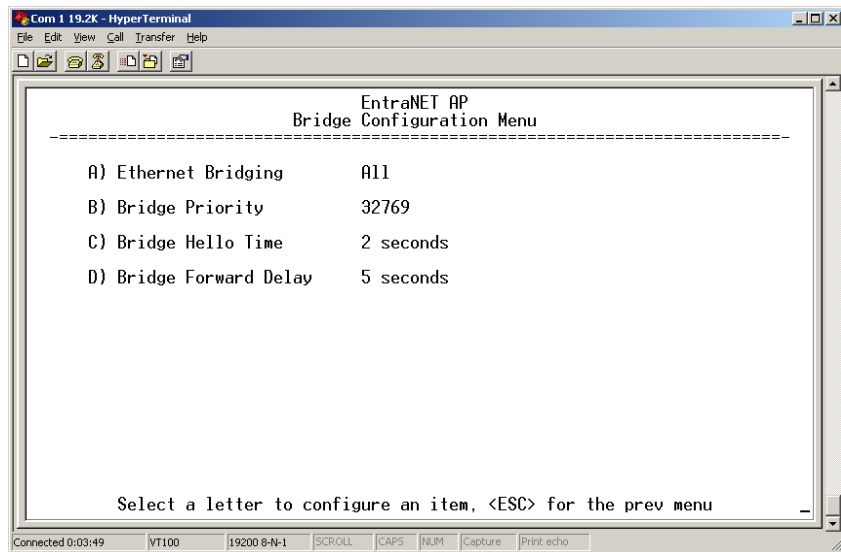 Com 1 19.2K - HyperTerminal
File Edit View Call Transfer Help
EntraNET AP
Bridge Configuration Menu
-==========================================================================-
A) Ethernet Bridging All
B) Bridge Priority 32769
C) Bridge Hello Time 2 seconds
D) Bridge Forward Delay 5 seconds
Select a letter to configure an item, <ESC> for the prev menu _
Connected 0:03:49 VT100 19200 8-N-1 SCROLL CAPS NUM Capture Print echo